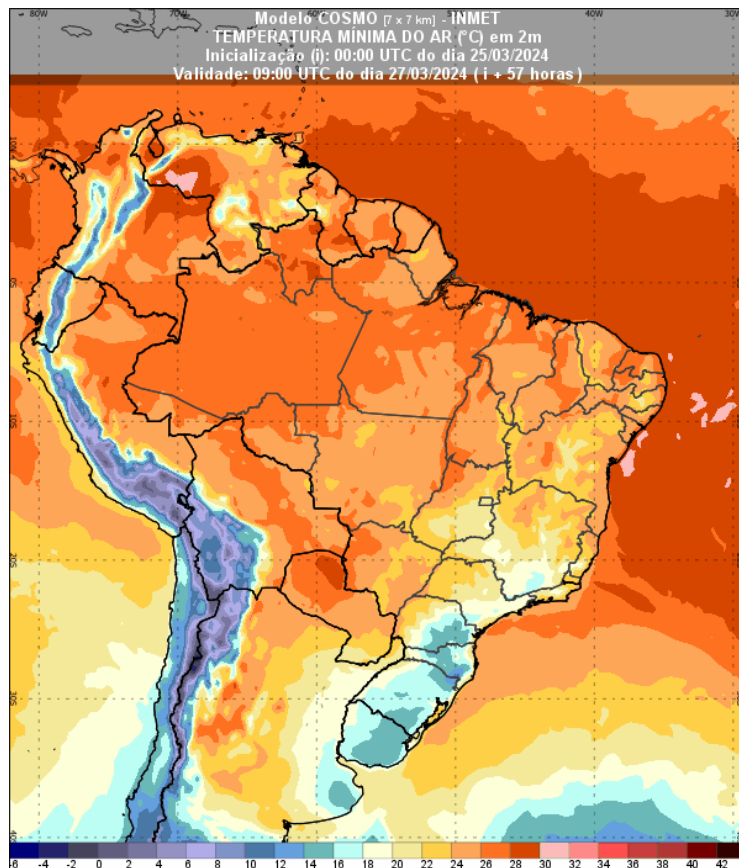 Modelo COSMO [7 x 7 km] - INMET
TEMPERATURA MÍNIMA DO AR (°C) em 2m
Inicialização (i): 00:00 UTC do dia 25/03/2024
Validade: 09:00 UTC do dia 27/03/2024 ( i + 57 horas )
80W 70W 60W 50W 40W 30W
-4 -2 0 2 4 6 8 10 12 14 16 18 20 22 24 26 28 30 32 34 36 38 40 42